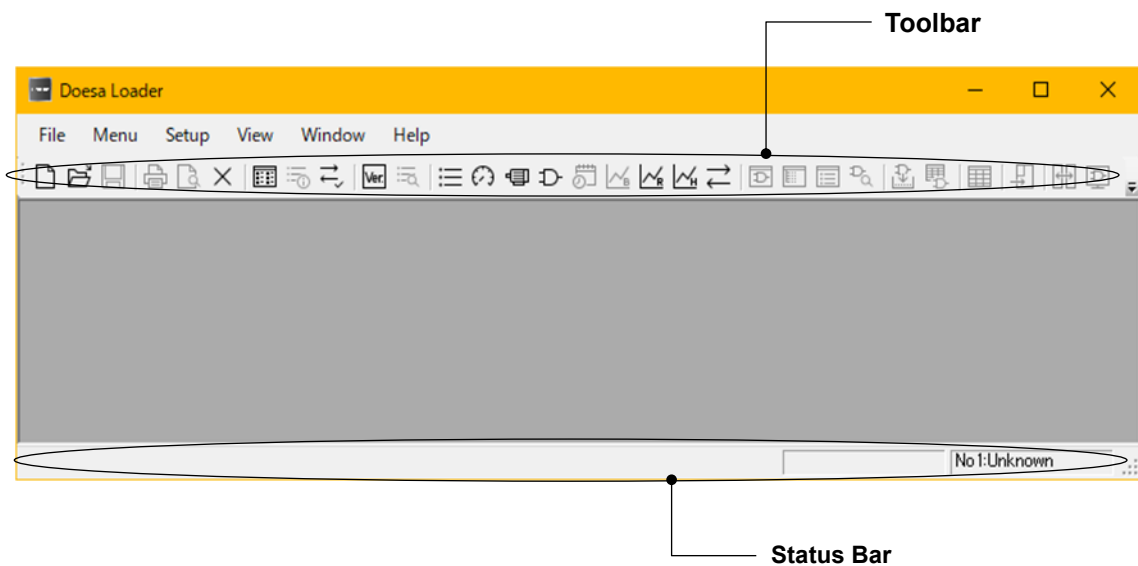 Toolbar
Doesa Loader
File Menu Setup View Window Help
Ver.
B R H
No1:Unknown
Status Bar